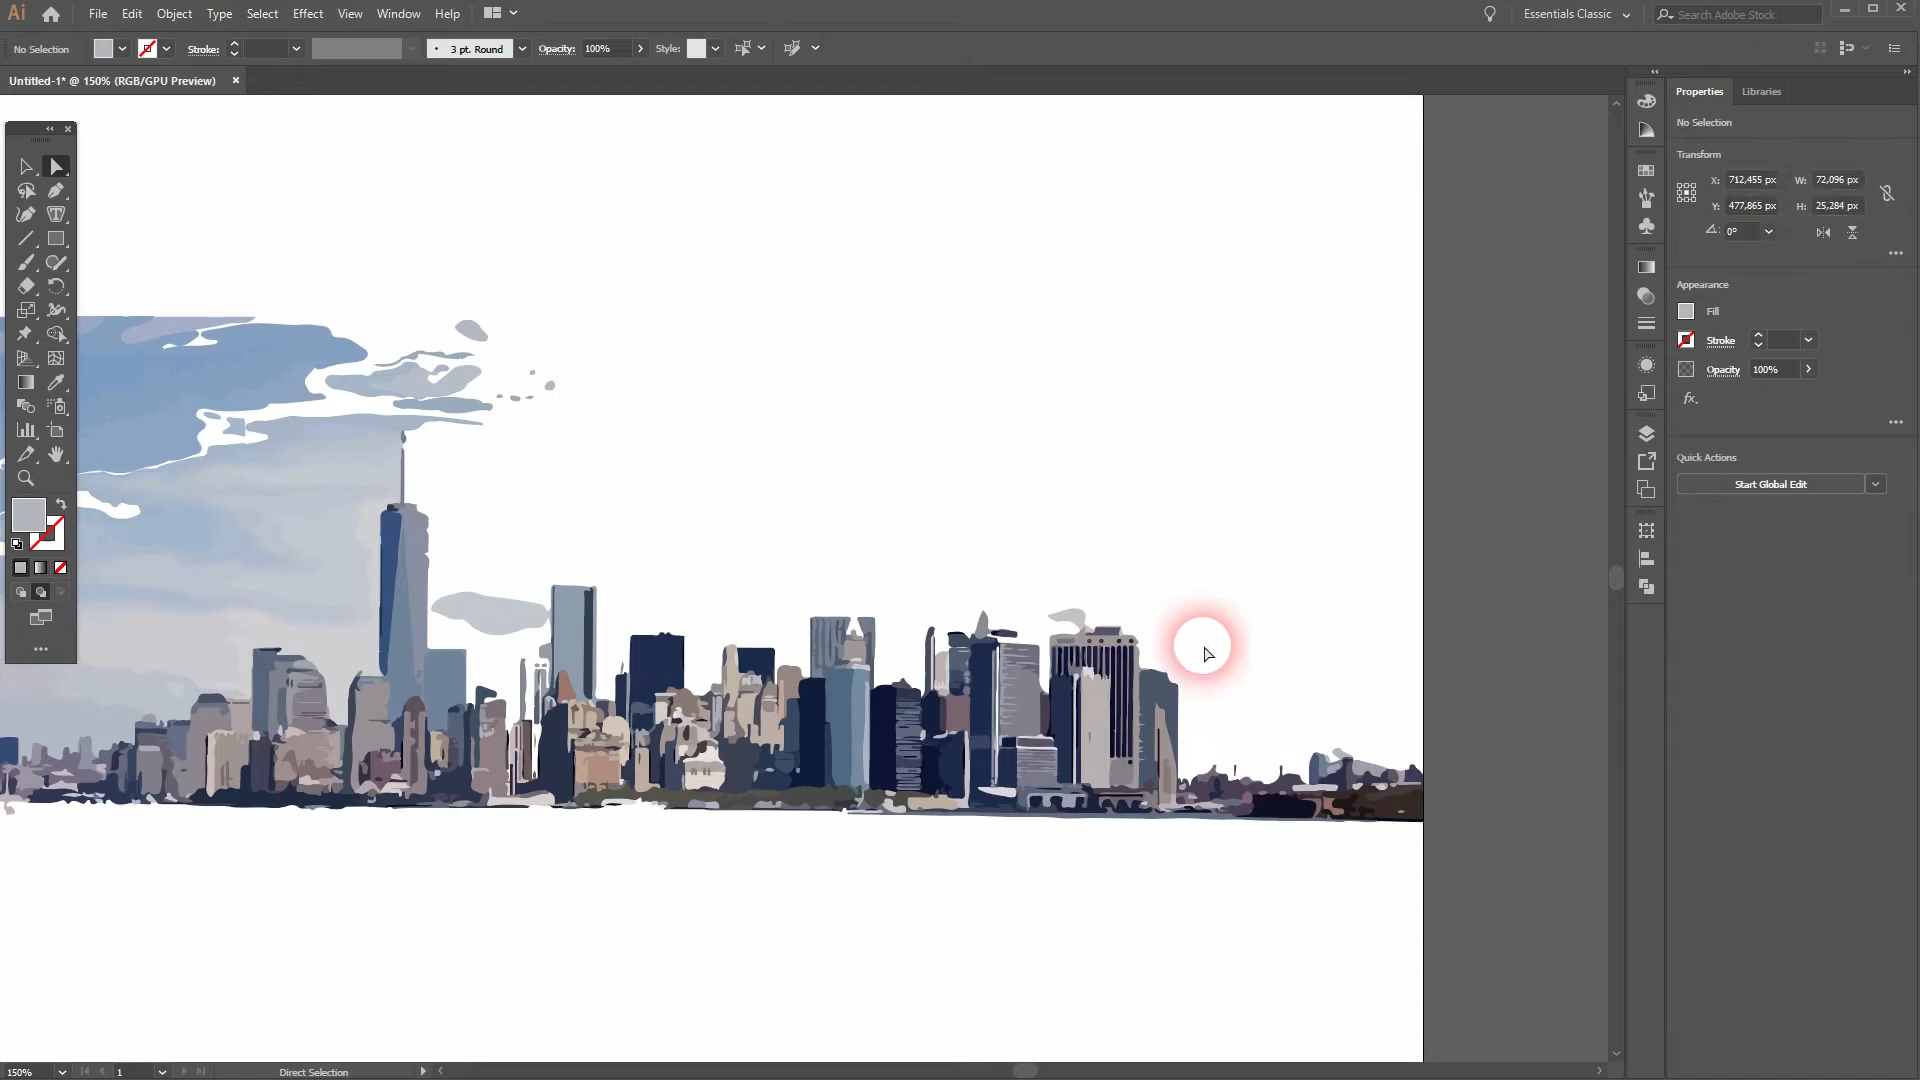 Ai File Edit Object Type Select Effect View Window Help Essentials Classic Search Adobe Stock
No Selection Stroke: 3 pt. Round Opacity: 100% Style:
Untitled-1* @ 150% (RGB/GPU Preview)
Properties Libraries
No Selection
Transform
X: 712,455 px W: 72,096 px
Y: 477,865 px H: 25,284 px
0°
Appearance
Fill
Stroke
Opacity 100%
fx.
Quick Actions
Start Global Edit
150% 1 Direct Selection